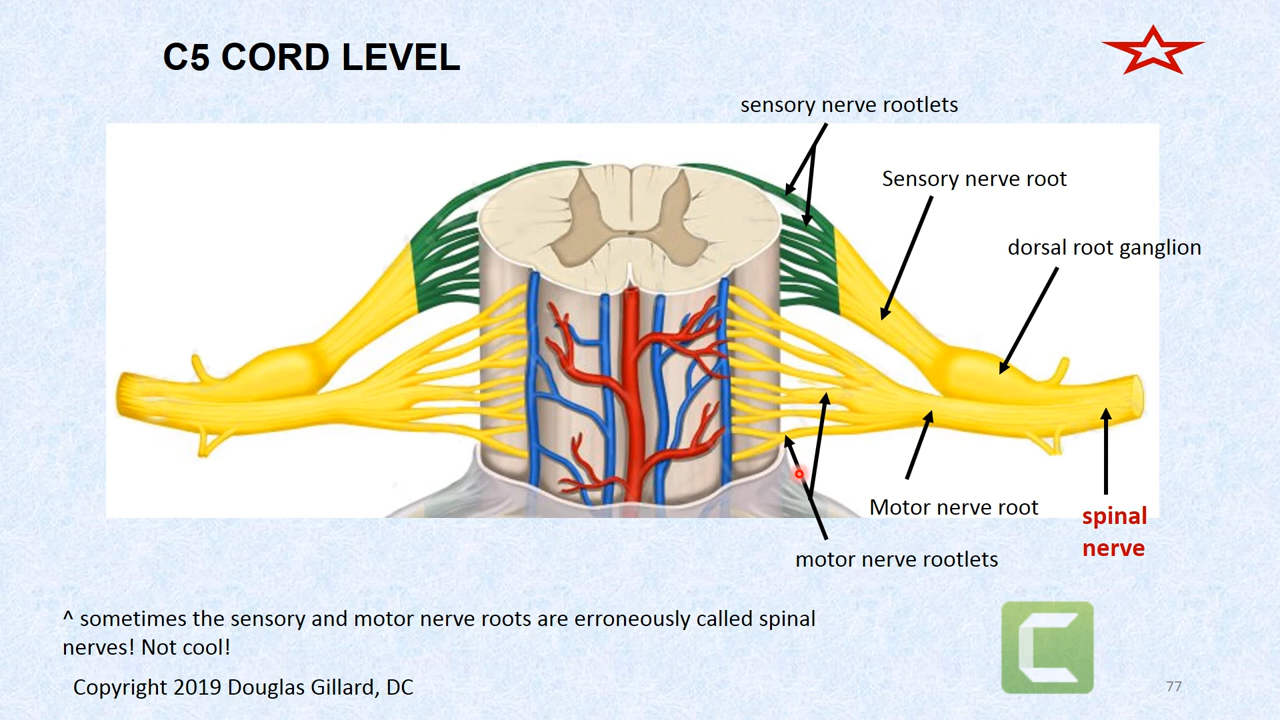 C5 CORD LEVEL
sensory nerve rootlets
Sensory nerve root
dorsal root ganglion
Motor nerve root
spinal
nerve
motor nerve rootlets
^ sometimes the sensory and motor nerve roots are erroneously called spinal
nerves! Not cool!
Copyright 2019 Douglas Gillard, DC
77